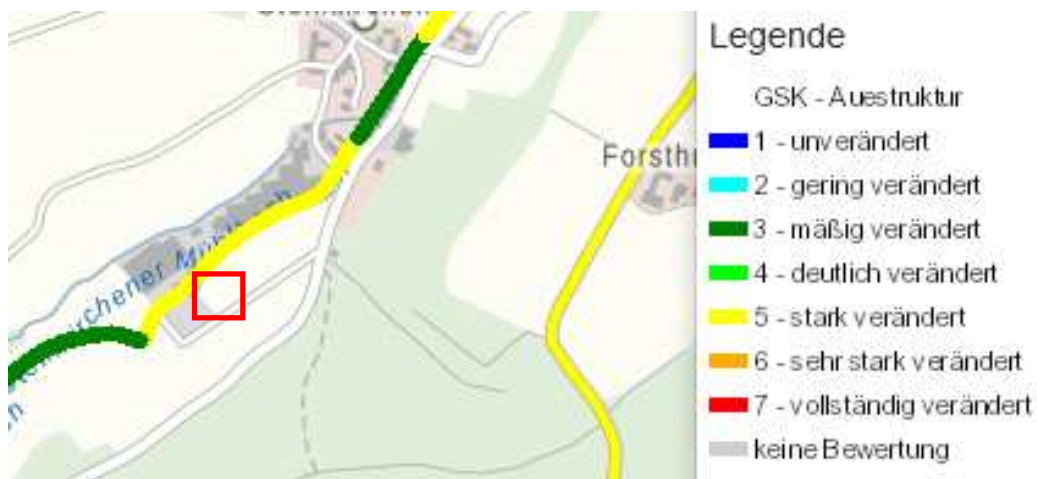 Legende
GSK - Auestruktur
1 - unverändert
2 - gering verändert
3 - mäßig verändert
4 - deutlich verändert
5 - stark verändert
6 - sehr stark verändert
7 - vollständig verändert
keine Bewertung
Forsth